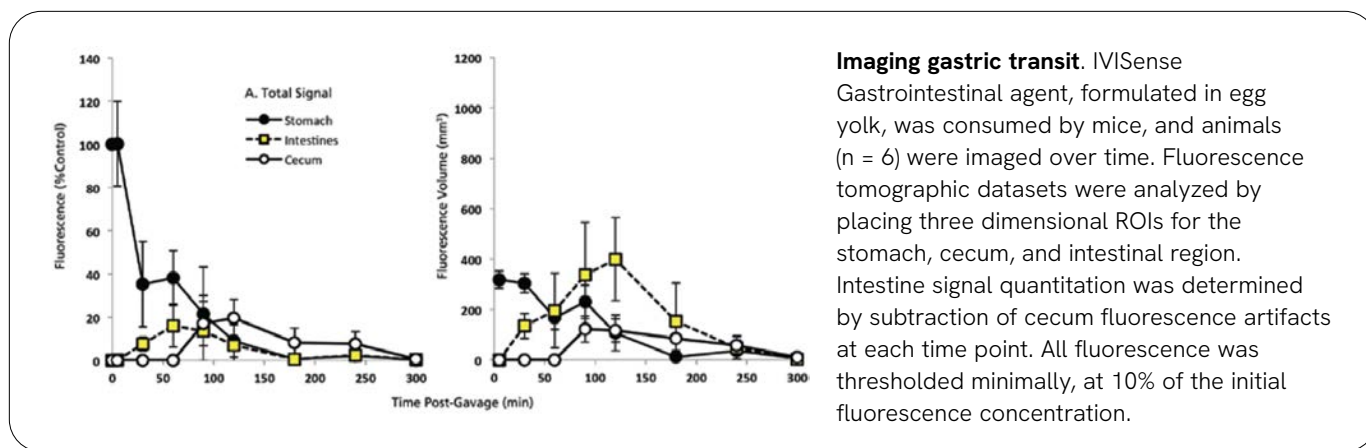 140
120
100
80
60
40
20
0
Fluorescence (%Control)
A. Total Signal
Stomach
Intestines
Cecum
0 50 100 150 200 250 300
1200
1000
800
600
400
200
0
Fluorescence Volume (mm³)
0 50 100 150 200 250 300
Time Post-Gavage (min)
Imaging gastric transit. IVISense
Gastrointestinal agent, formulated in egg
yolk, was consumed by mice, and animals
(n = 6) were imaged over time. Fluorescence
tomographic datasets were analyzed by
placing three dimensional ROIs for the
stomach, cecum, and intestinal region.
Intestine signal quantitation was determined
by subtraction of cecum fluorescence artifacts
at each time point. All fluorescence was
thresholded minimally, at 10% of the initial
fluorescence concentration.